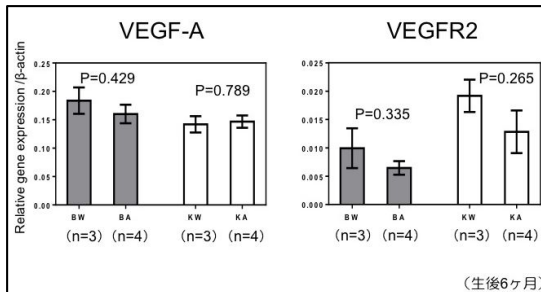 VEGF-A
Relative gene expression /β-actin
0.25
0.20
0.15
0.10
0.05
0.00
P=0.429
P=0.789
BW BA KW KA
(n=3) (n=4) (n=3) (n=4)
VEGFR2
0.025
0.020
0.015
0.010
0.005
0.000
P=0.335
P=0.265
BW BA KW KA
(n=3) (n=4) (n=3) (n=4)
(生後6ヶ月)